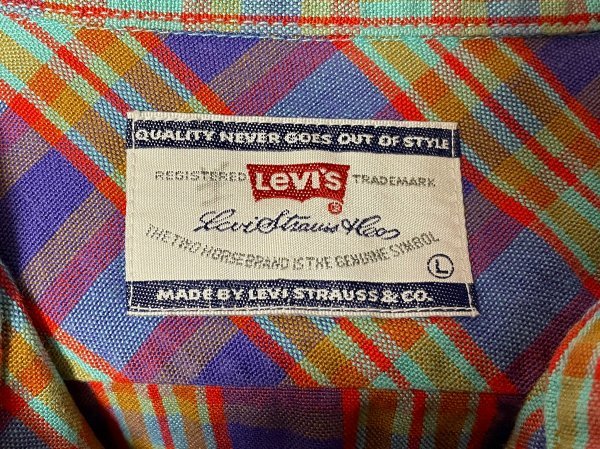 QUALITY NEVER GOES OUT OF STYLE
REGISTERED LEVI'S ® TRADEMARK
Levi Strauss & Co
THE TWO HORSE BRAND IS THE GENUINE SYMBOL
L
MADE BY LEVI STRAUSS & CO.